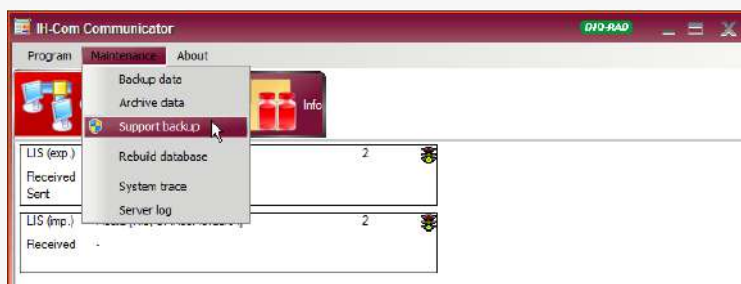 IH-Com Communicator
BIO-RAD
Program Maintenance About
Backup data
Archive data
Support backup
Rebuild database
System trace
Server log
Info
LIS (exp.) 2
Received
Sent
LIS (imp.) 2
Received -